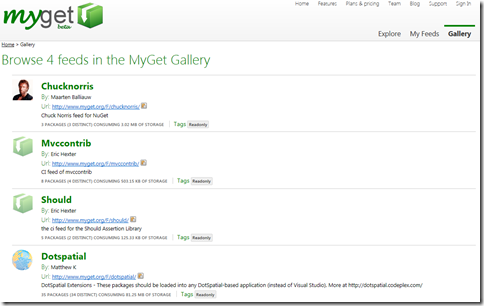 Home Features Plans & pricing Team Blog Support Sign In
myget
beta
Explore My Feeds Gallery
Home > Gallery
Browse 4 feeds in the MyGet Gallery
Chucknorris
By: Maarten Balliauw
Url: http://www.myget.org/F/chucknorris/
Chuck Norris feed for NuGet
3 PACKAGES (2 DISTINCT) CONSUMING 3.02 MB OF STORAGE | Tags Readonly
Mvccontrib
By: Eric Hexter
Url: http://www.myget.org/F/mvccontrib/
CI feed of mvccontrib
8 PACKAGES (4 DISTINCT) CONSUMING 503.23 KB OF STORAGE | Tags Readonly
Should
By: Eric Hexter
Url: http://www.myget.org/F/should/
the ci feed for the Should Assertion Library
5 PACKAGES (2 DISTINCT) CONSUMING 125.33 KB OF STORAGE | Tags Readonly
Dotspatial
By: Matthew K
Url: http://www.myget.org/F/dotspatial/
DotSpatial Extensions - These packages should be loaded into any DotSpatial-based application (instead of Visual Studio). More at http://dotspatial.codeplex.com/
35 PACKAGES (34 DISTINCT) CONSUMING 81.25 MB OF STORAGE | Tags Readonly